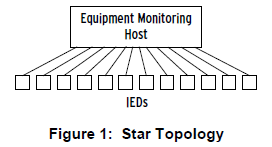 Equipment Monitoring
Host
IEDs
Figure 1: Star Topology